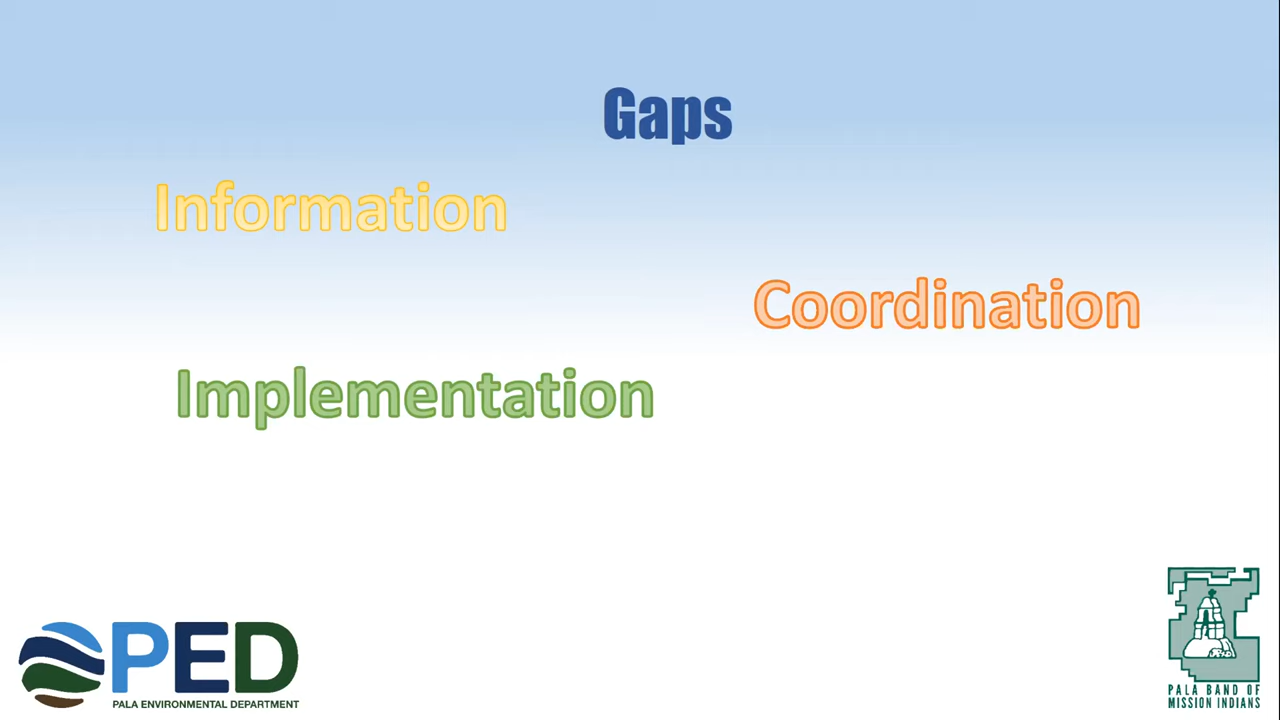 Gaps
Information
Coordination
Implementation
PED
PALA ENVIRONMENTAL DEPARTMENT
PALA BAND OF
MISSION INDIANS